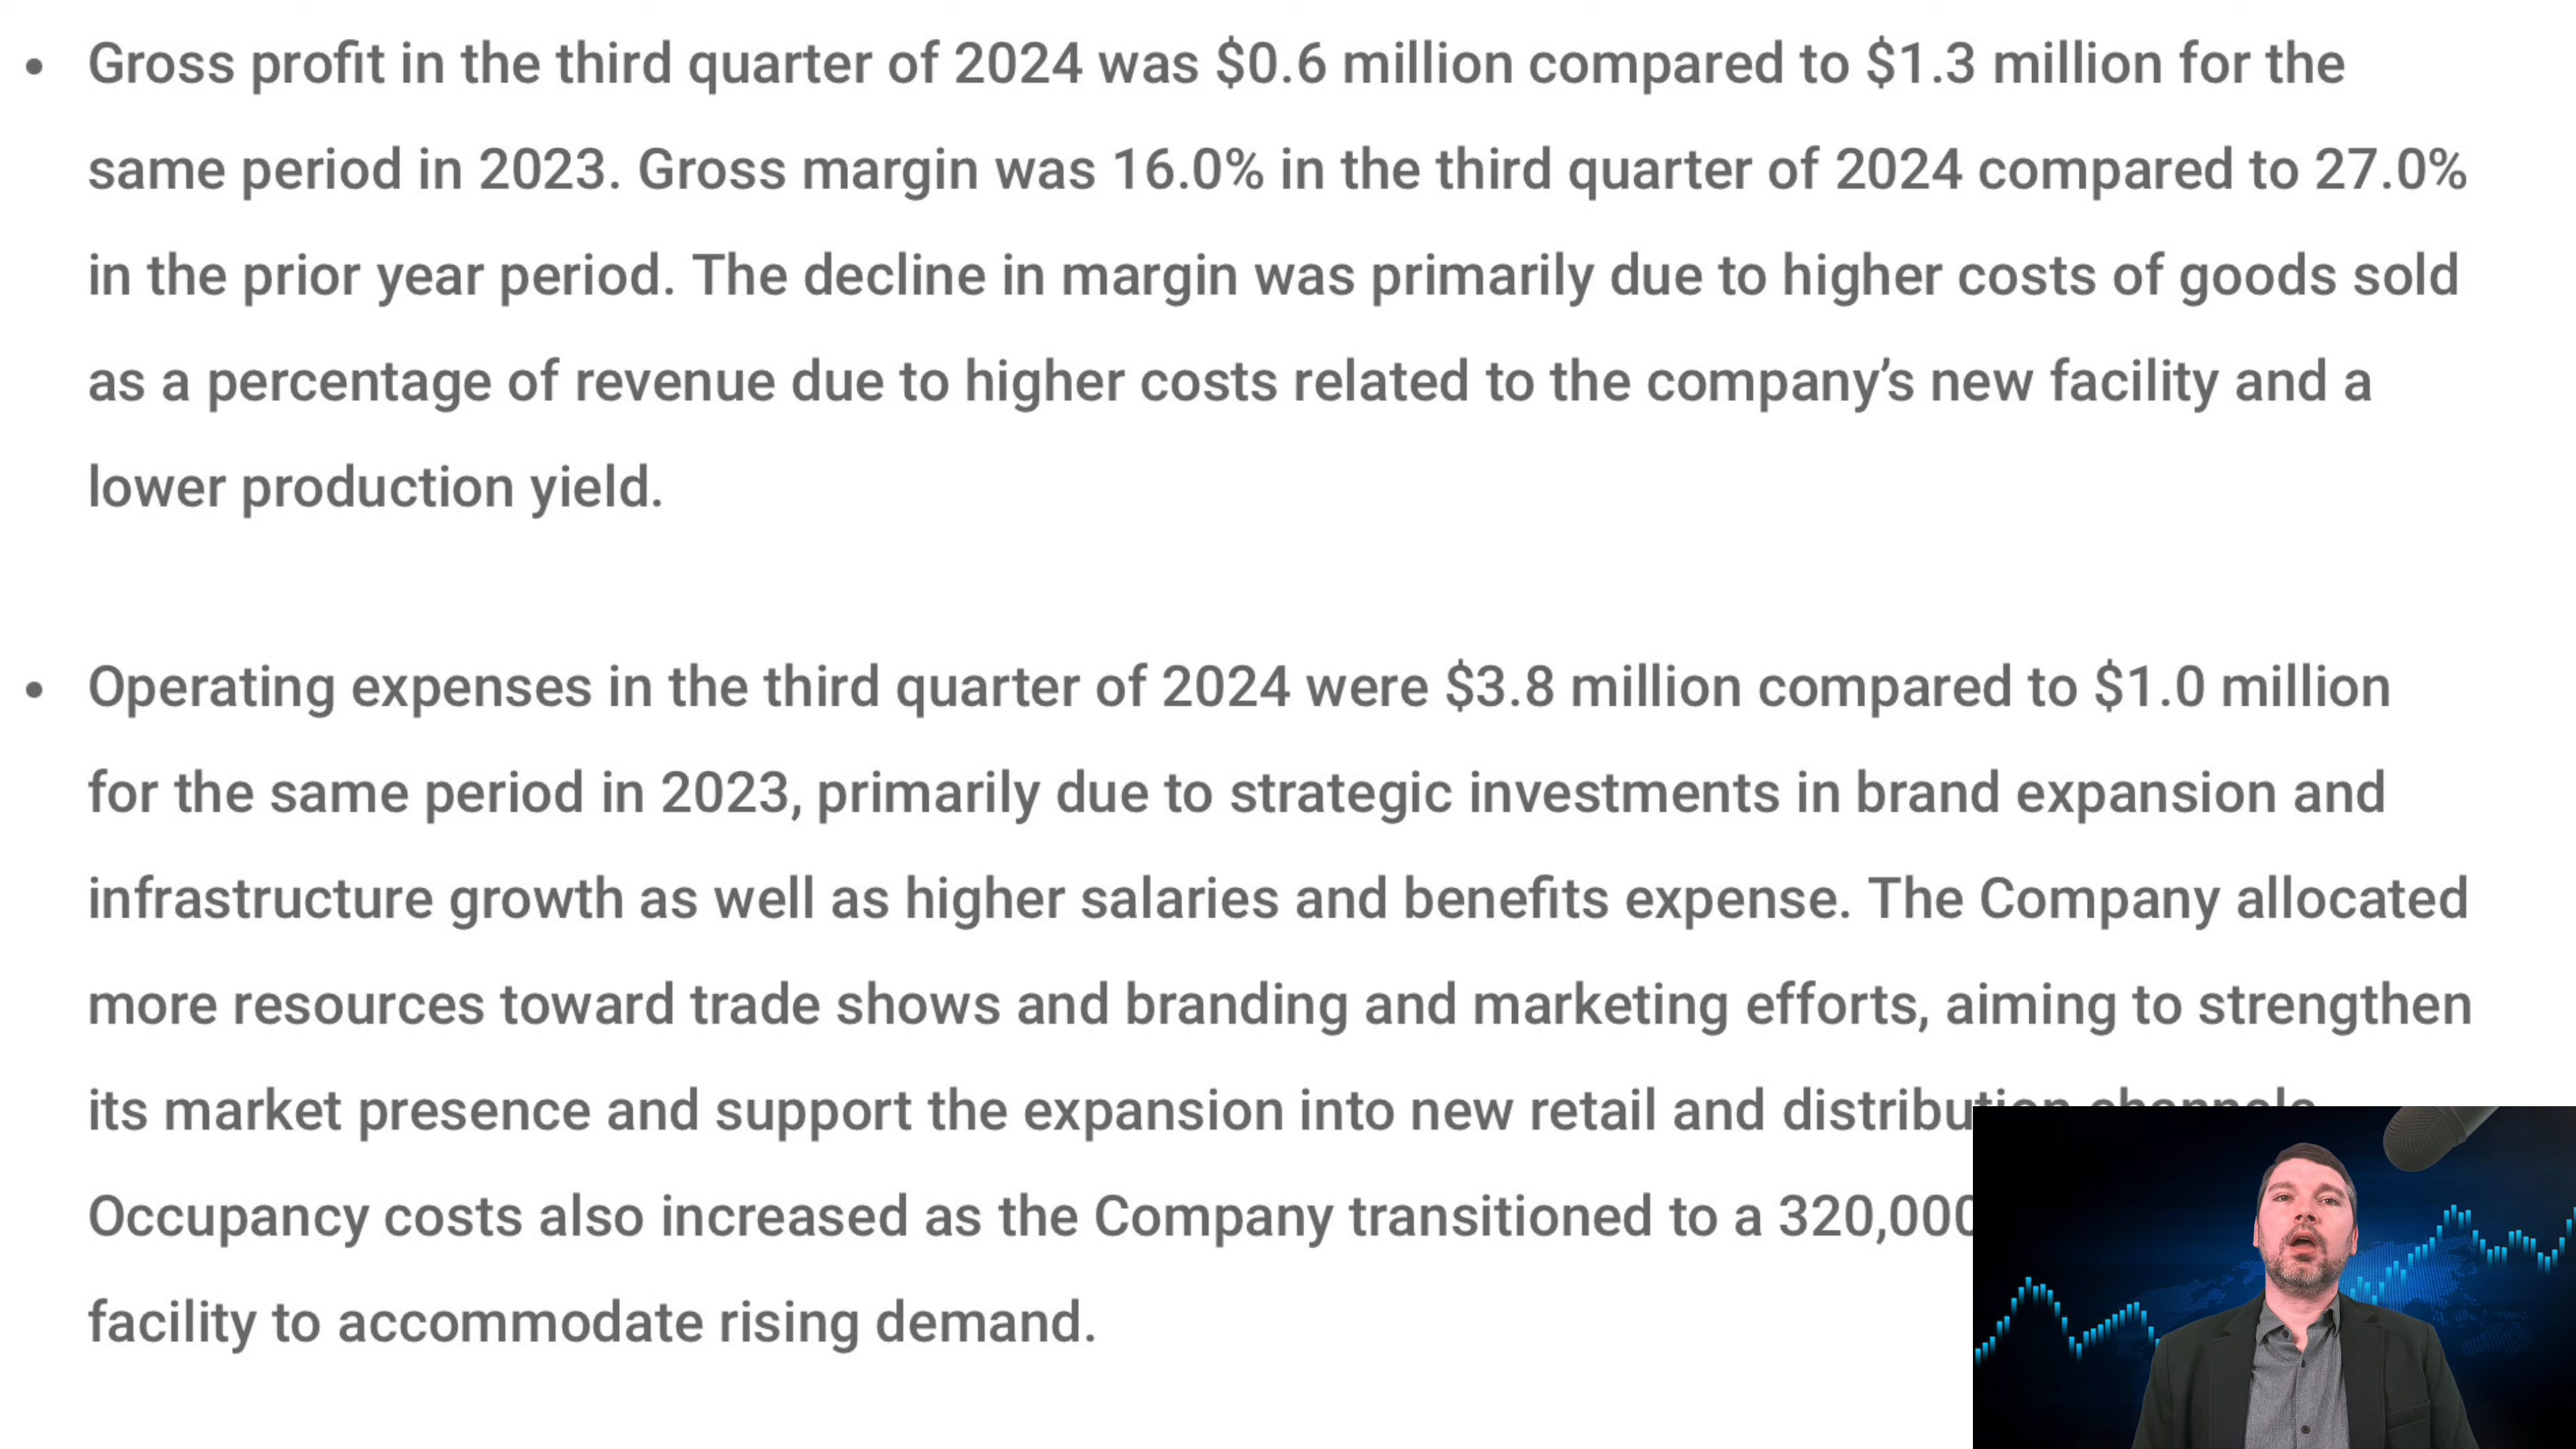 • Gross profit in the third quarter of 2024 was $0.6 million compared to $1.3 million for the
same period in 2023. Gross margin was 16.0% in the third quarter of 2024 compared to 27.0%
in the prior year period. The decline in margin was primarily due to higher costs of goods sold
as a percentage of revenue due to higher costs related to the company’s new facility and a
lower production yield.
• Operating expenses in the third quarter of 2024 were $3.8 million compared to $1.0 million
for the same period in 2023, primarily due to strategic investments in brand expansion and
infrastructure growth as well as higher salaries and benefits expense. The Company allocated
more resources toward trade shows and branding and marketing efforts, aiming to strengthen
its market presence and support the expansion into new retail and distribution channels
Occupancy costs also increased as the Company transitioned to a 320,000
facility to accommodate rising demand.